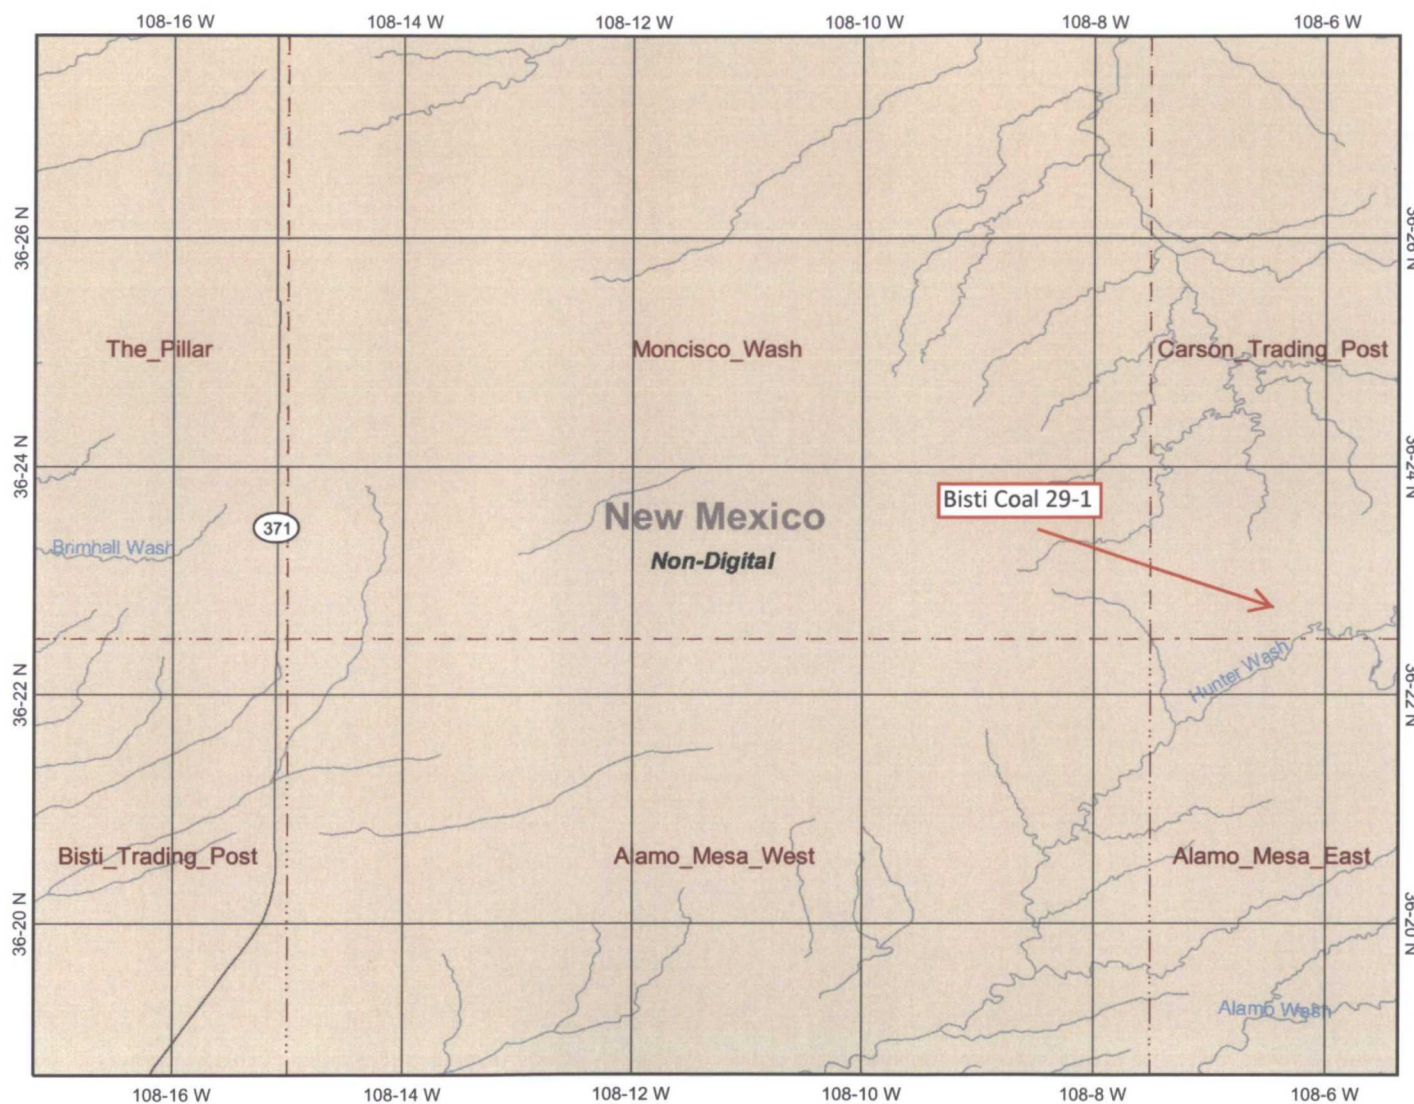 108-16 W 108-14 W 108-12 W 108-10 W 108-8 W 108-6 W
36-26 N
36-26 N
The_Pillar
Moncisco_Wash
Carson_Trading_Post
36-24 N
36-24 N
Bisti Coal 29-1
New Mexico
371
Brimhall Wash
Non-Digital
Hunter Wash
36-22 N
36-22 N
Bisti_Trading_Post
Alamo_Mesa_West
Alamo_Mesa_East
36-20 N
36-20 N
Alamo Wash
108-16 W 108-14 W 108-12 W 108-10 W 108-8 W 108-6 W